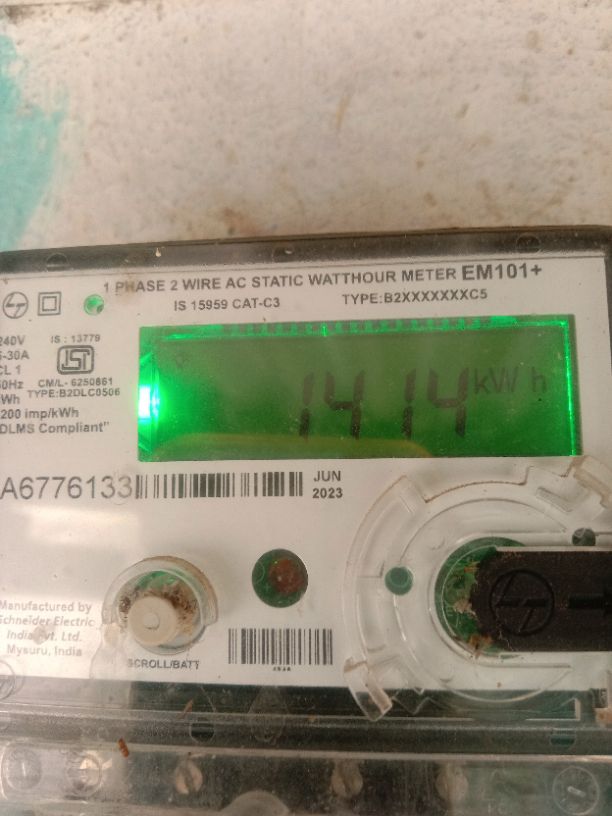 1 PHASE 2 WIRE AC STATIC WATTHOUR METER EM101+
IS 15959 CAT-C3 TYPE:B2XXXXXXXC5
240V
5-30A
CL 1
50Hz
200 imp/kWh
DLMS Compliant"
IS : 13779
ISI
CM/L- 6250861
TYPE:B2DLC0506
1414 kWh
A6776133
JUN
2023
Manufactured by
Schneider Electric
India Pvt. Ltd.
Mysuru, India
SCROLL/BATT